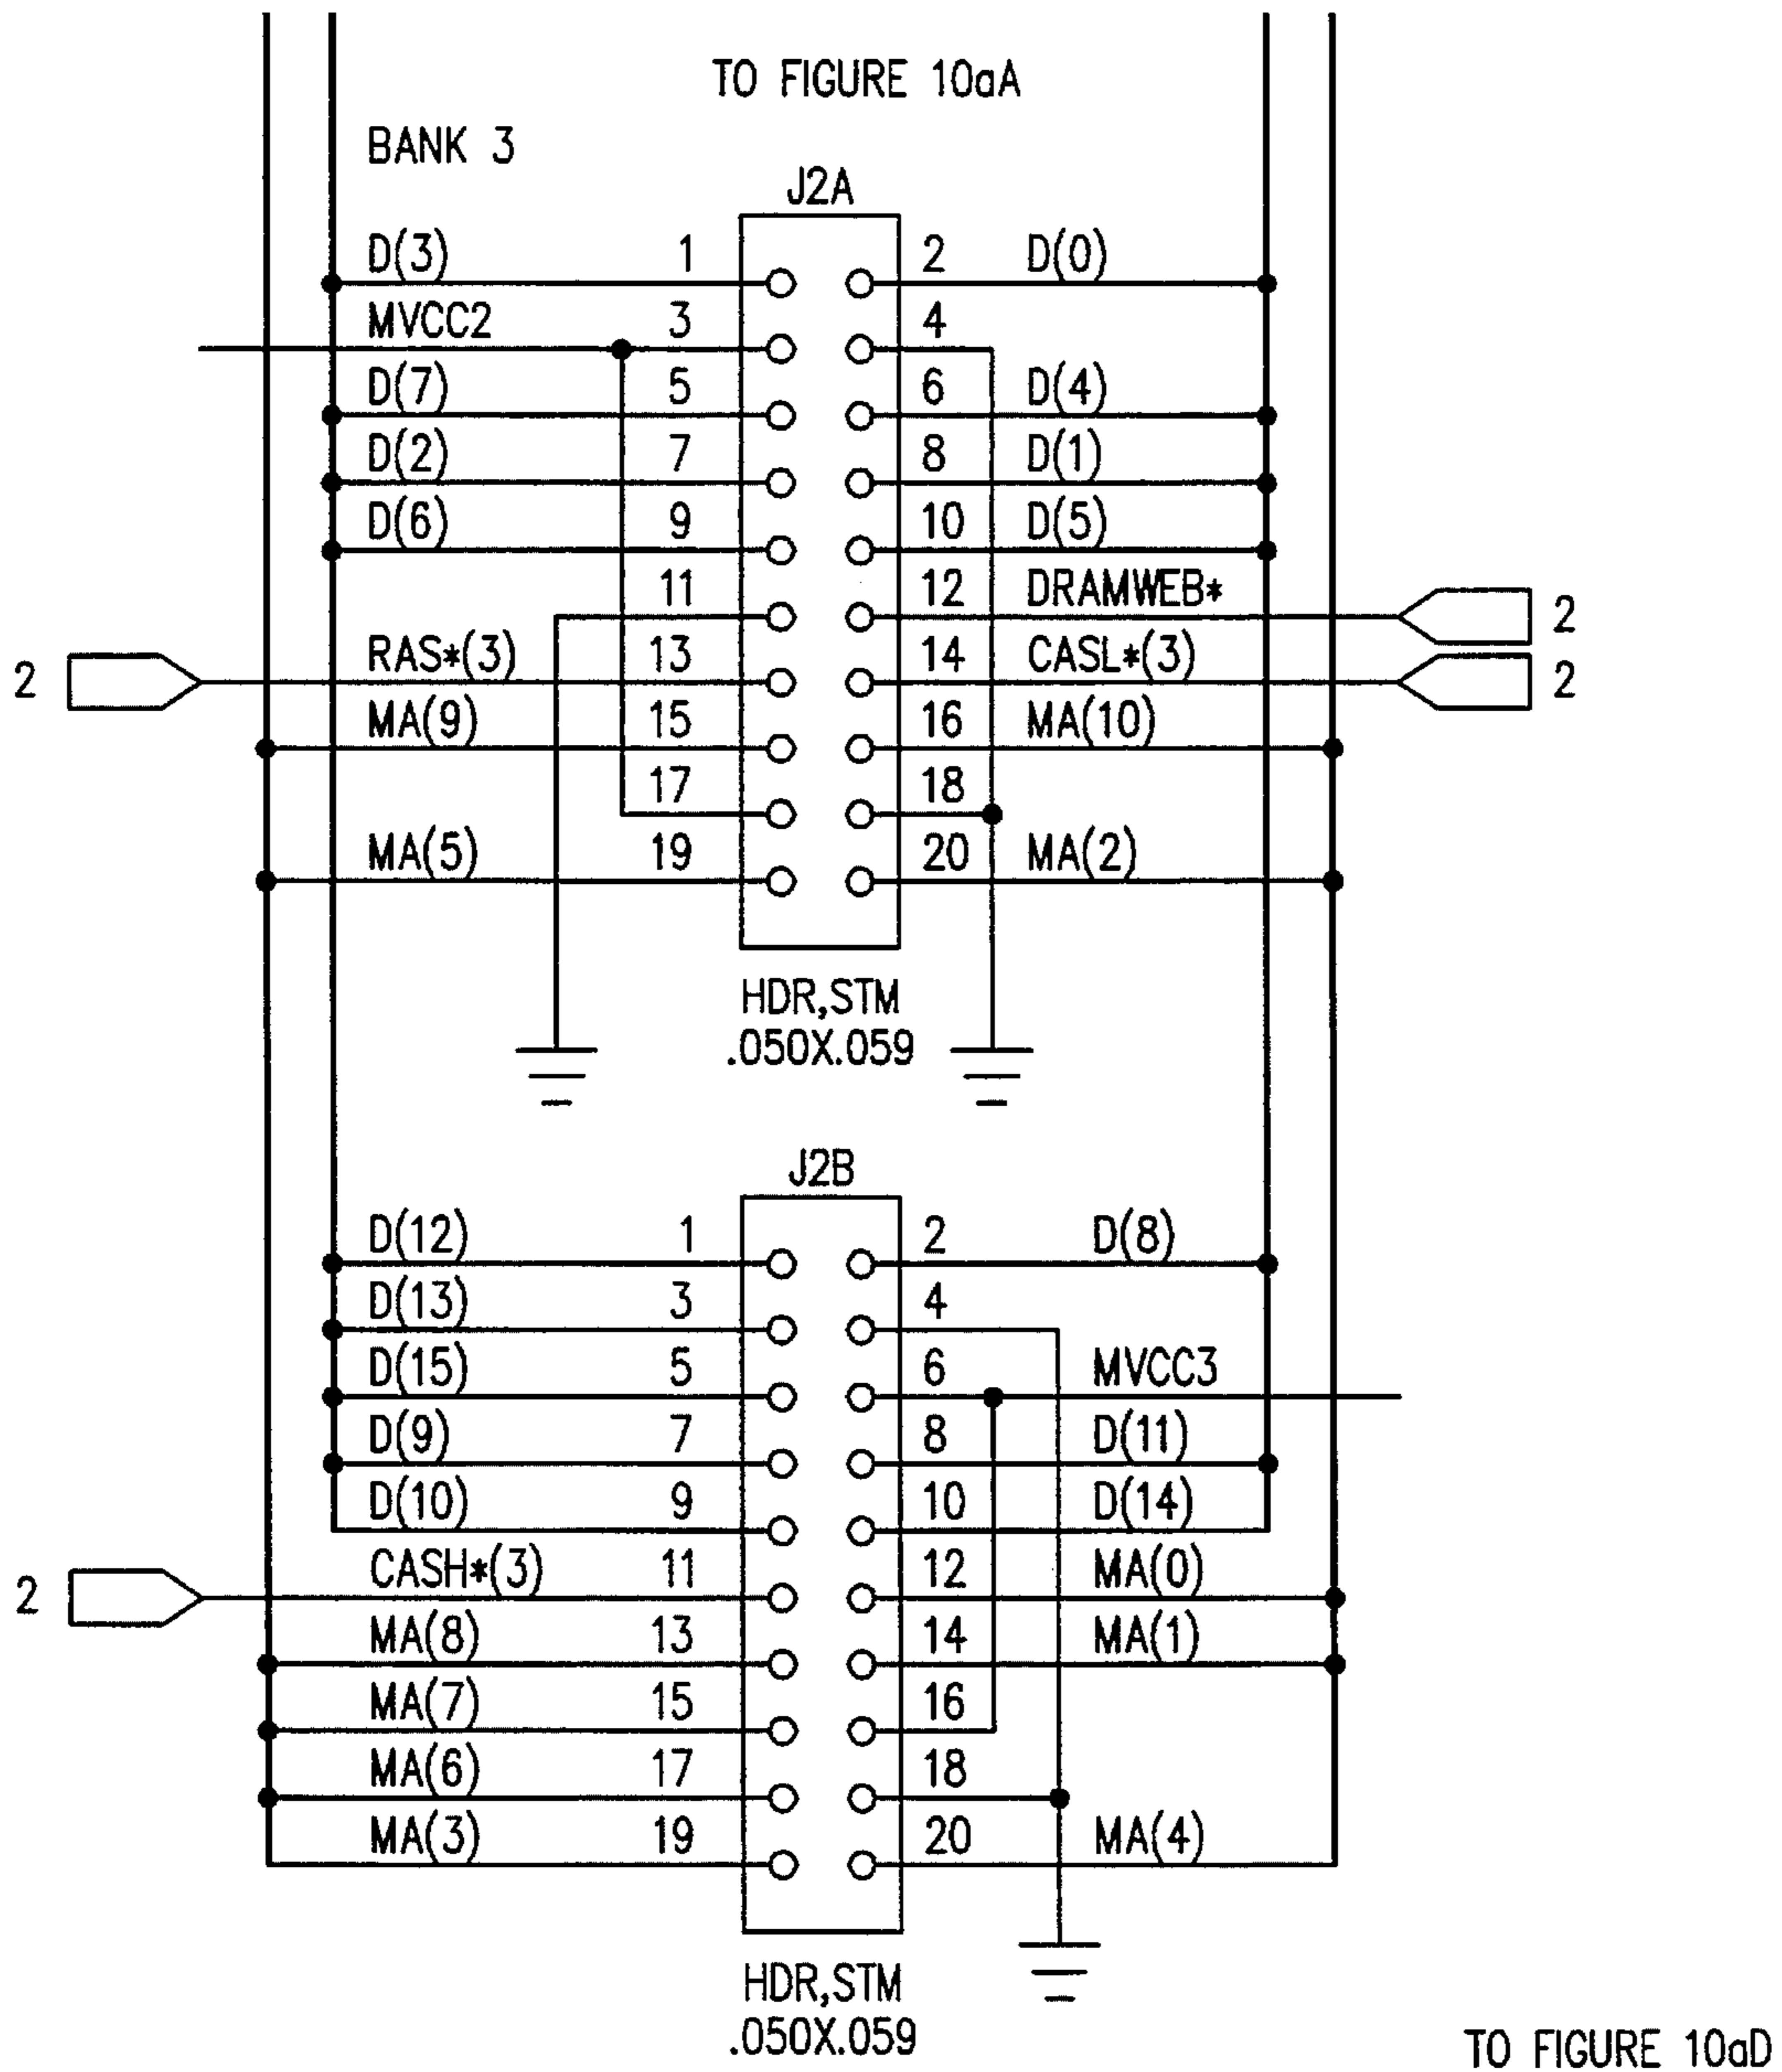 TO FIGURE 10aA
BANK 3
J2A
D(3) 1 2 D(0)
MVCC2 3 4
D(7) 5 6 D(4)
D(2) 7 8 D(1)
D(6) 9 10 D(5)
11 12 DRAMWEB* 2
2 RAS*(3) 13 14 CASL*(3) 2
MA(9) 15 16 MA(10)
17 18
MA(5) 19 20 MA(2)
HDR,STM
.050X.059
J2B
D(12) 1 2 D(8)
D(13) 3 4
D(15) 5 6 MVCC3
D(9) 7 8 D(11)
D(10) 9 10 D(14)
2 CASH*(3) 11 12 MA(0)
MA(8) 13 14 MA(1)
MA(7) 15 16
MA(6) 17 18
MA(3) 19 20 MA(4)
HDR,STM
.050X.059
TO FIGURE 10aD